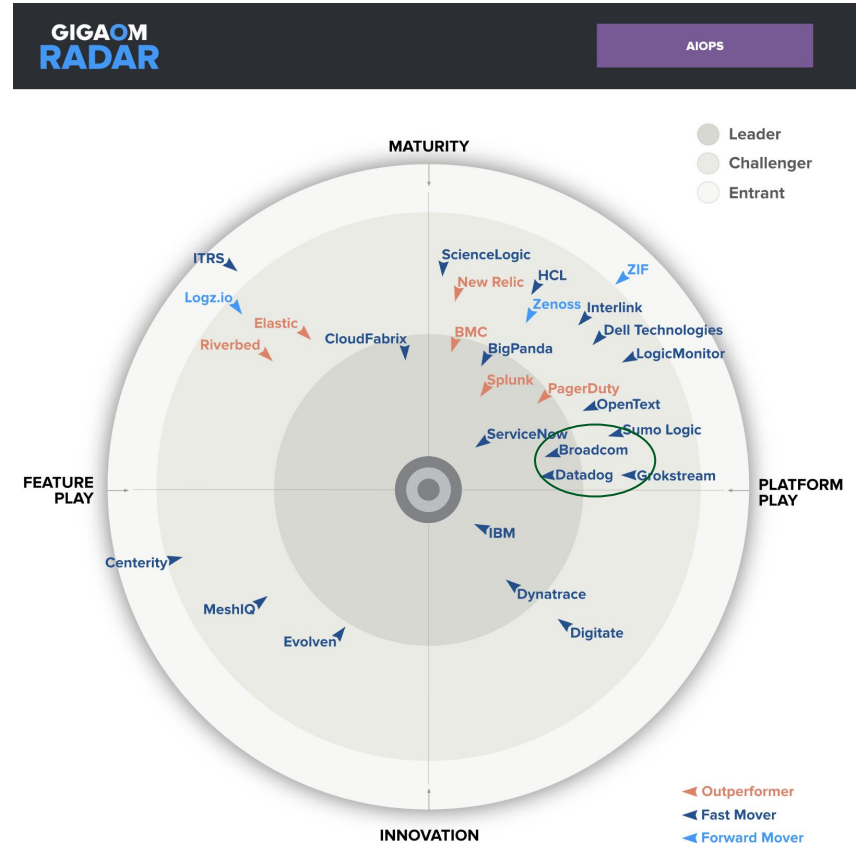 GIGAOM
RADAR
AIOPS
Leader
Challenger
Entrant
MATURITY
ScienceLogic
ITRS
ZIF
HCL
New Relic
Logz.io
Zenoss
Interlink
Elastic
Dell Technologies
BMC
CloudFabrix
Riverbed
BigPanda
LogicMonitor
Splunk
PagerDuty
OpenText
Sumo Logic
ServiceNow
Broadcom
Datadog
Grokstream
FEATURE
PLAY
PLATFORM
PLAY
IBM
Centerity
Dynatrace
MeshIQ
Digitate
Evolven
Outperformer
Fast Mover
Forward Mover
INNOVATION